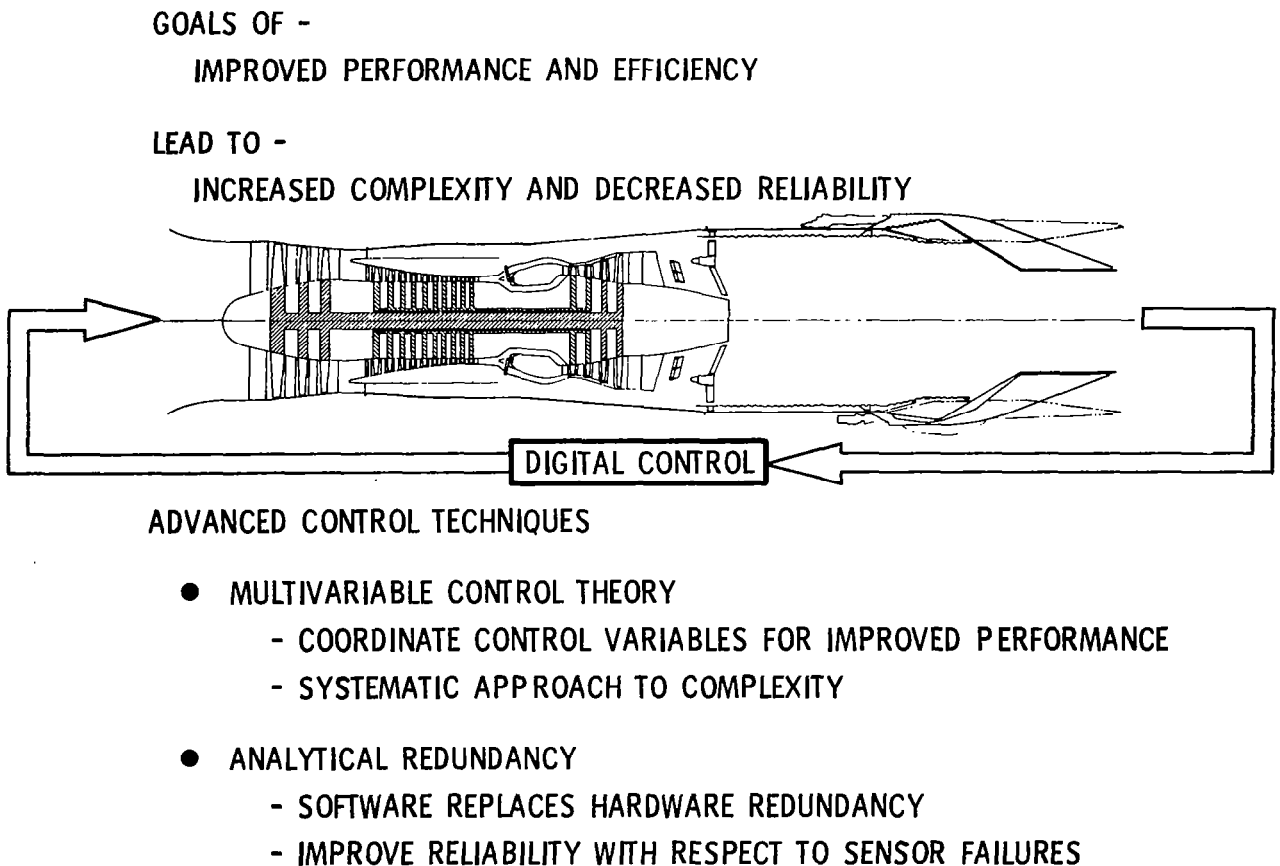 GOALS OF -
IMPROVED PERFORMANCE AND EFFICIENCY
LEAD TO -
INCREASED COMPLEXITY AND DECREASED RELIABILITY
DIGITAL CONTROL
ADVANCED CONTROL TECHNIQUES
● MULTIVARIABLE CONTROL THEORY
- COORDINATE CONTROL VARIABLES FOR IMPROVED PERFORMANCE
- SYSTEMATIC APPROACH TO COMPLEXITY
● ANALYTICAL REDUNDANCY
- SOFTWARE REPLACES HARDWARE REDUNDANCY
- IMPROVE RELIABILITY WITH RESPECT TO SENSOR FAILURES